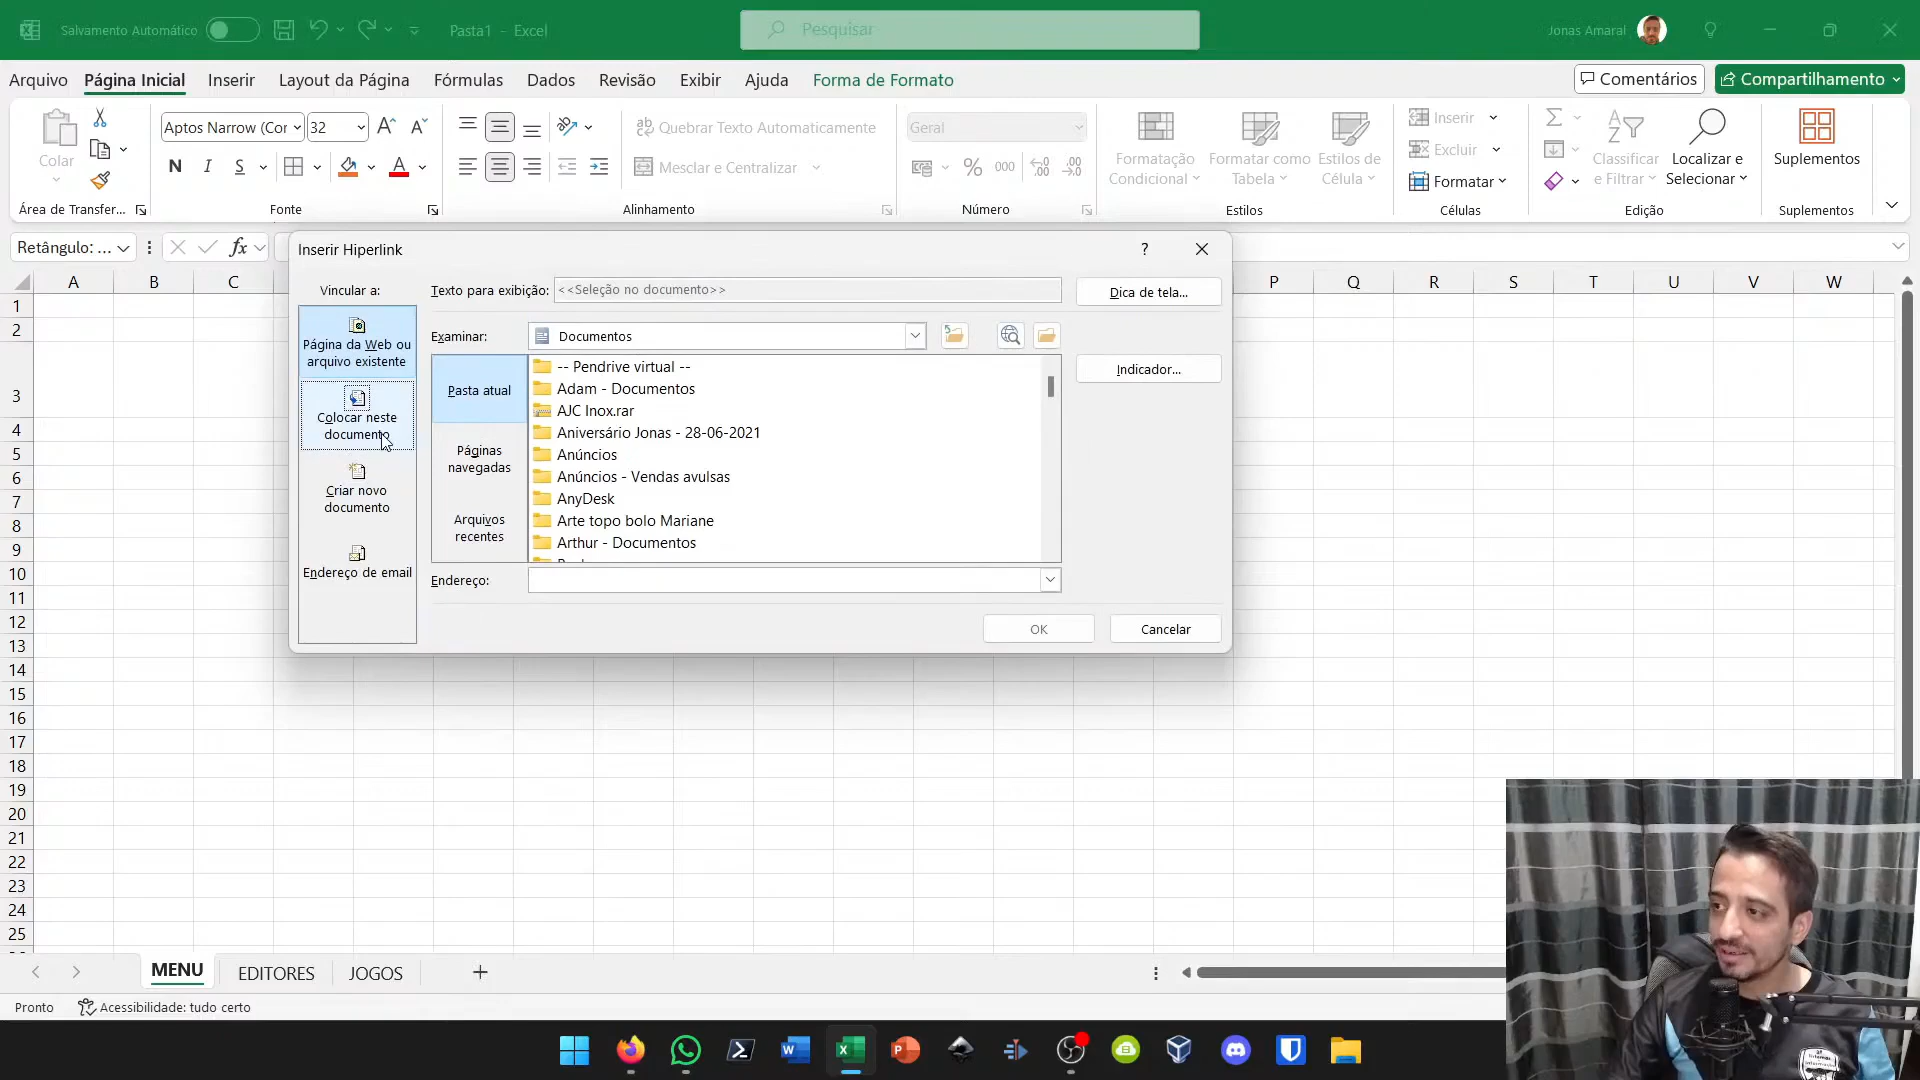 Salvamento Automático
Pasta1 - Excel
Pesquisar
Jonas Amaral
Arquivo Página Inicial Inserir Layout da Página Fórmulas Dados Revisão Exibir Ajuda Forma de Formato
Comentários
Compartilhamento
Colar
Aptos Narrow (Cor
32
N I S
Quebrar Texto Automaticamente
Mesclar e Centralizar
Geral
% 000
Formatação
Condicional
Formatar como
Tabela
Estilos de
Célula
Inserir
Excluir
Formatar
Classificar
e Filtrar
Localizar e
Selecionar
Suplementos
Área de Transfer...
Fonte
Alinhamento
Número
Estilos
Células
Edição
Suplementos
Retângulo: ...
fx
A B C P Q R S T U V W
1
2
3
4
5
6
7
8
9
10
11
12
13
14
15
16
17
18
19
20
21
22
23
24
25
Inserir Hiperlink
?
Vincular a:
Página da Web ou
arquivo existente
Colocar neste
documento
Criar novo
documento
Endereço de email
Texto para exibição:
<<Seleção no documento>>
Dica de tela...
Examinar:
Documentos
Indicador...
Pasta atual
Páginas
navegadas
Arquivos
recentes
-- Pendrive virtual --
Adam - Documentos
AJC Inox.rar
Aniversário Jonas - 28-06-2021
Anúncios
Anúncios - Vendas avulsas
AnyDesk
Arte topo bolo Mariane
Arthur - Documentos
Endereço:
OK
Cancelar
MENU
EDITORES
JOGOS
Pronto
Acessibilidade: tudo certo